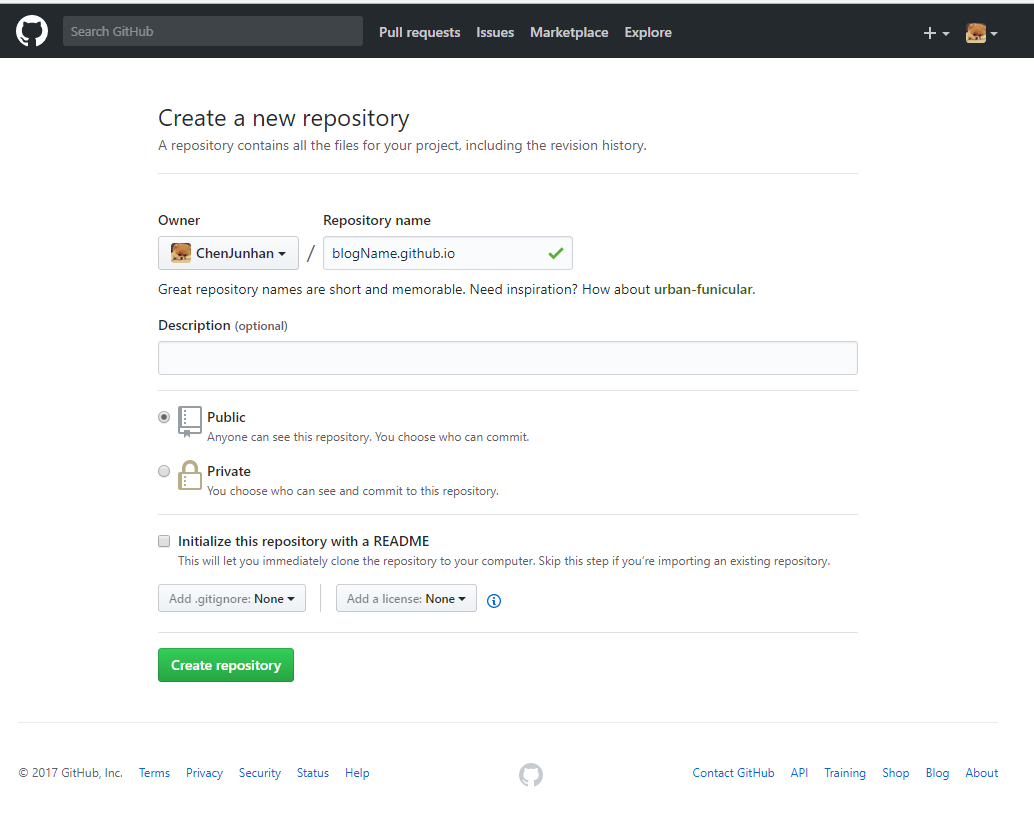 Search GitHub Pull requests Issues Marketplace Explore
Create a new repository
A repository contains all the files for your project, including the revision history.
Owner Repository name
ChenJunhan / blogName.github.io
Great repository names are short and memorable. Need inspiration? How about urban-funicular.
Description (optional)
Public
Anyone can see this repository. You choose who can commit.
Private
You choose who can see and commit to this repository.
Initialize this repository with a README
This will let you immediately clone the repository to your computer. Skip this step if you're importing an existing repository.
Add .gitignore: None Add a license: None
Create repository
© 2017 GitHub, Inc. Terms Privacy Security Status Help Contact GitHub API Training Shop Blog About